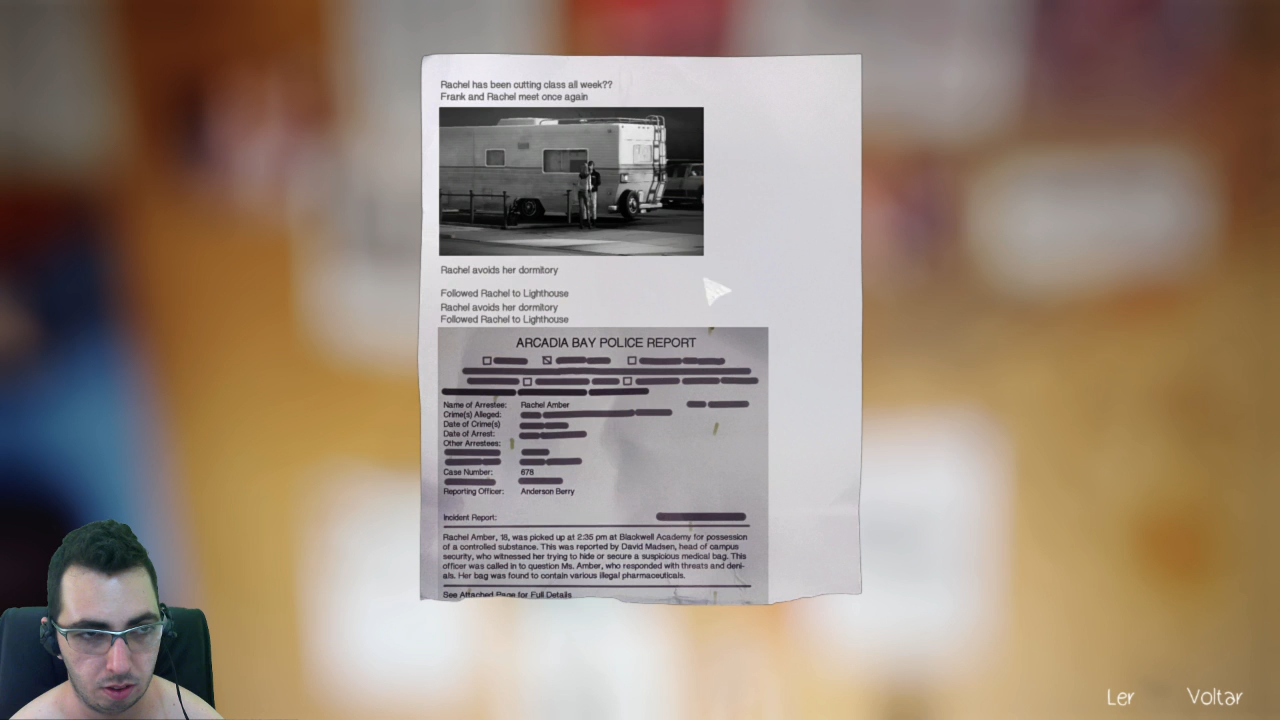 Rachel has been cutting class all week??
Frank and Rachel meet once again
Rachel avoids her dormitory
Followed Rachel to Lighthouse
Rachel avoids her dormitory
Followed Rachel to Lighthouse
ARCADIA BAY POLICE REPORT
Name of Arrestee: Rachel Amber
Crime(s) Alleged:
Date of Crime(s)
Date of Arrest:
Other Arrestees:
Case Number: 678
Reporting Officer: Anderson Berry
Incident Report:
Rachel Amber, 18, was picked up at 2:35 pm at Blackwell Academy for possession
of a controlled substance. This was reported by David Madsen, head of campus
security, who witnessed her trying to hide or secure a suspicious medical bag. This
officer was called in to question Ms. Amber, who responded with threats and deni-
als. Her bag was found to contain various illegal pharmaceuticals.
See Attached Page for Full Details
Ler Voltar